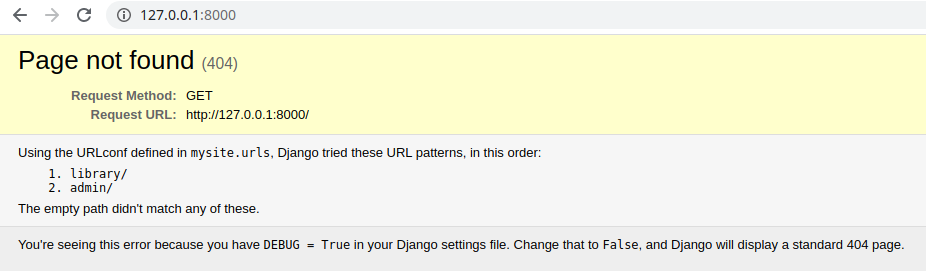 127.0.0.1:8000
Page not found (404)
Request Method: GET
Request URL: http://127.0.0.1:8000/
Using the URLconf defined in mysite.urls, Django tried these URL patterns, in this order:
1. library/
2. admin/
The empty path didn't match any of these.
You're seeing this error because you have DEBUG = True in your Django settings file. Change that to False, and Django will display a standard 404 page.